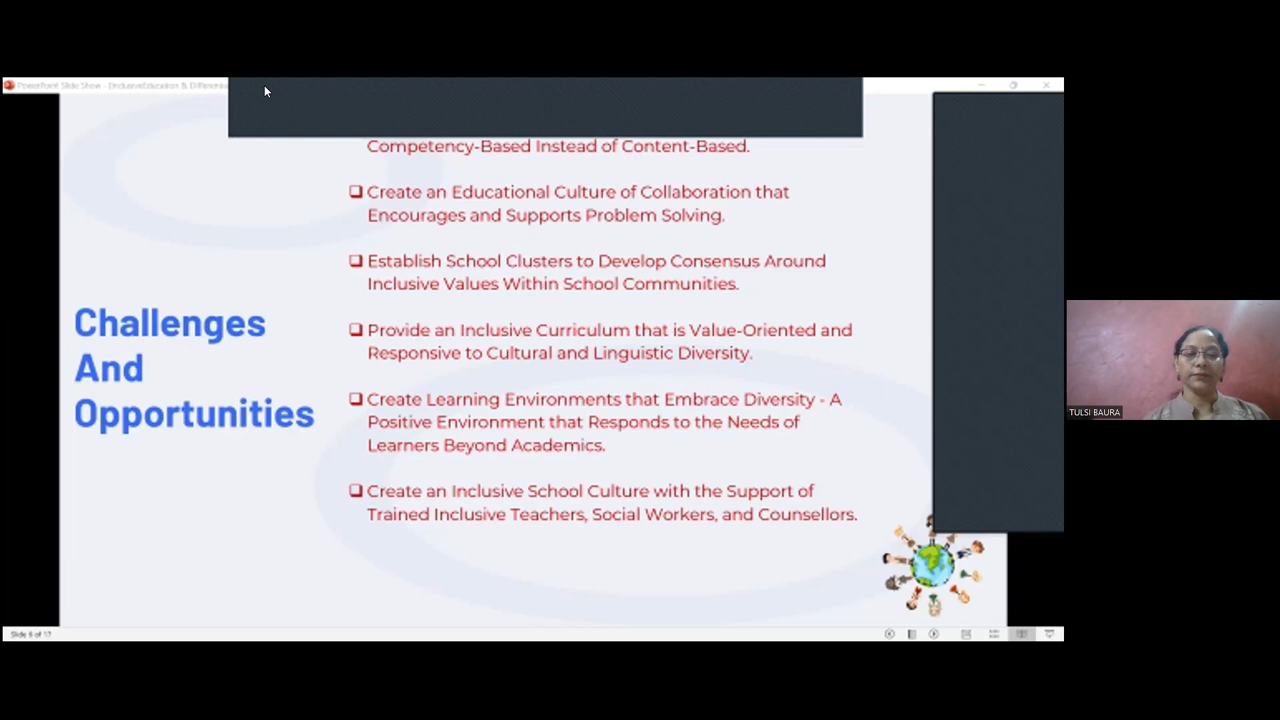 PowerPoint Slide Show - [InclusiveEducation & Differen
Competency-Based Instead of Content-Based.
❑ Create an Educational Culture of Collaboration that
Encourages and Supports Problem Solving.
❑ Establish School Clusters to Develop Consensus Around
Inclusive Values Within School Communities.
Challenges
And
Opportunities
❑ Provide an Inclusive Curriculum that is Value-Oriented and
Responsive to Cultural and Linguistic Diversity.
❑ Create Learning Environments that Embrace Diversity - A
Positive Environment that Responds to the Needs of
Learners Beyond Academics.
❑ Create an Inclusive School Culture with the Support of
Trained Inclusive Teachers, Social Workers, and Counsellors.
TULSI BAURA
Slide of 17